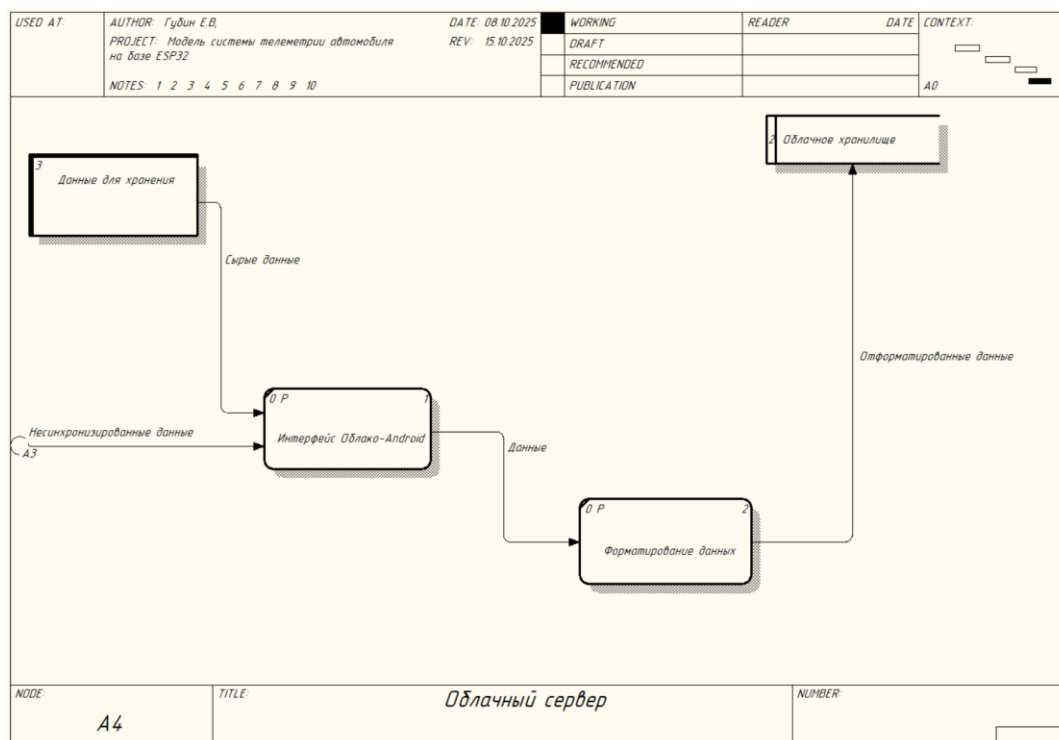 USED AT:
AUTHOR: Губин Е.В,
DATE: 08.10.2025
PROJECT: Модель системы телеметрии автомобиля
на базе ESP32
REV: 15.10.2025
NOTES: 1 2 3 4 5 6 7 8 9 10
WORKING
DRAFT
RECOMMENDED
PUBLICATION
READER
DATE
CONTEXT:
A0
3
Данные для хранения
2
Облачное хранилище
Сырые данные
Отформатированные данные
0 Р
1
Интерфейс Облако-Android
Несинхронизированные данные
A3
Данные
0 Р
2
Форматирование данных
NODE:
A4
TITLE:
Облачный сервер
NUMBER: